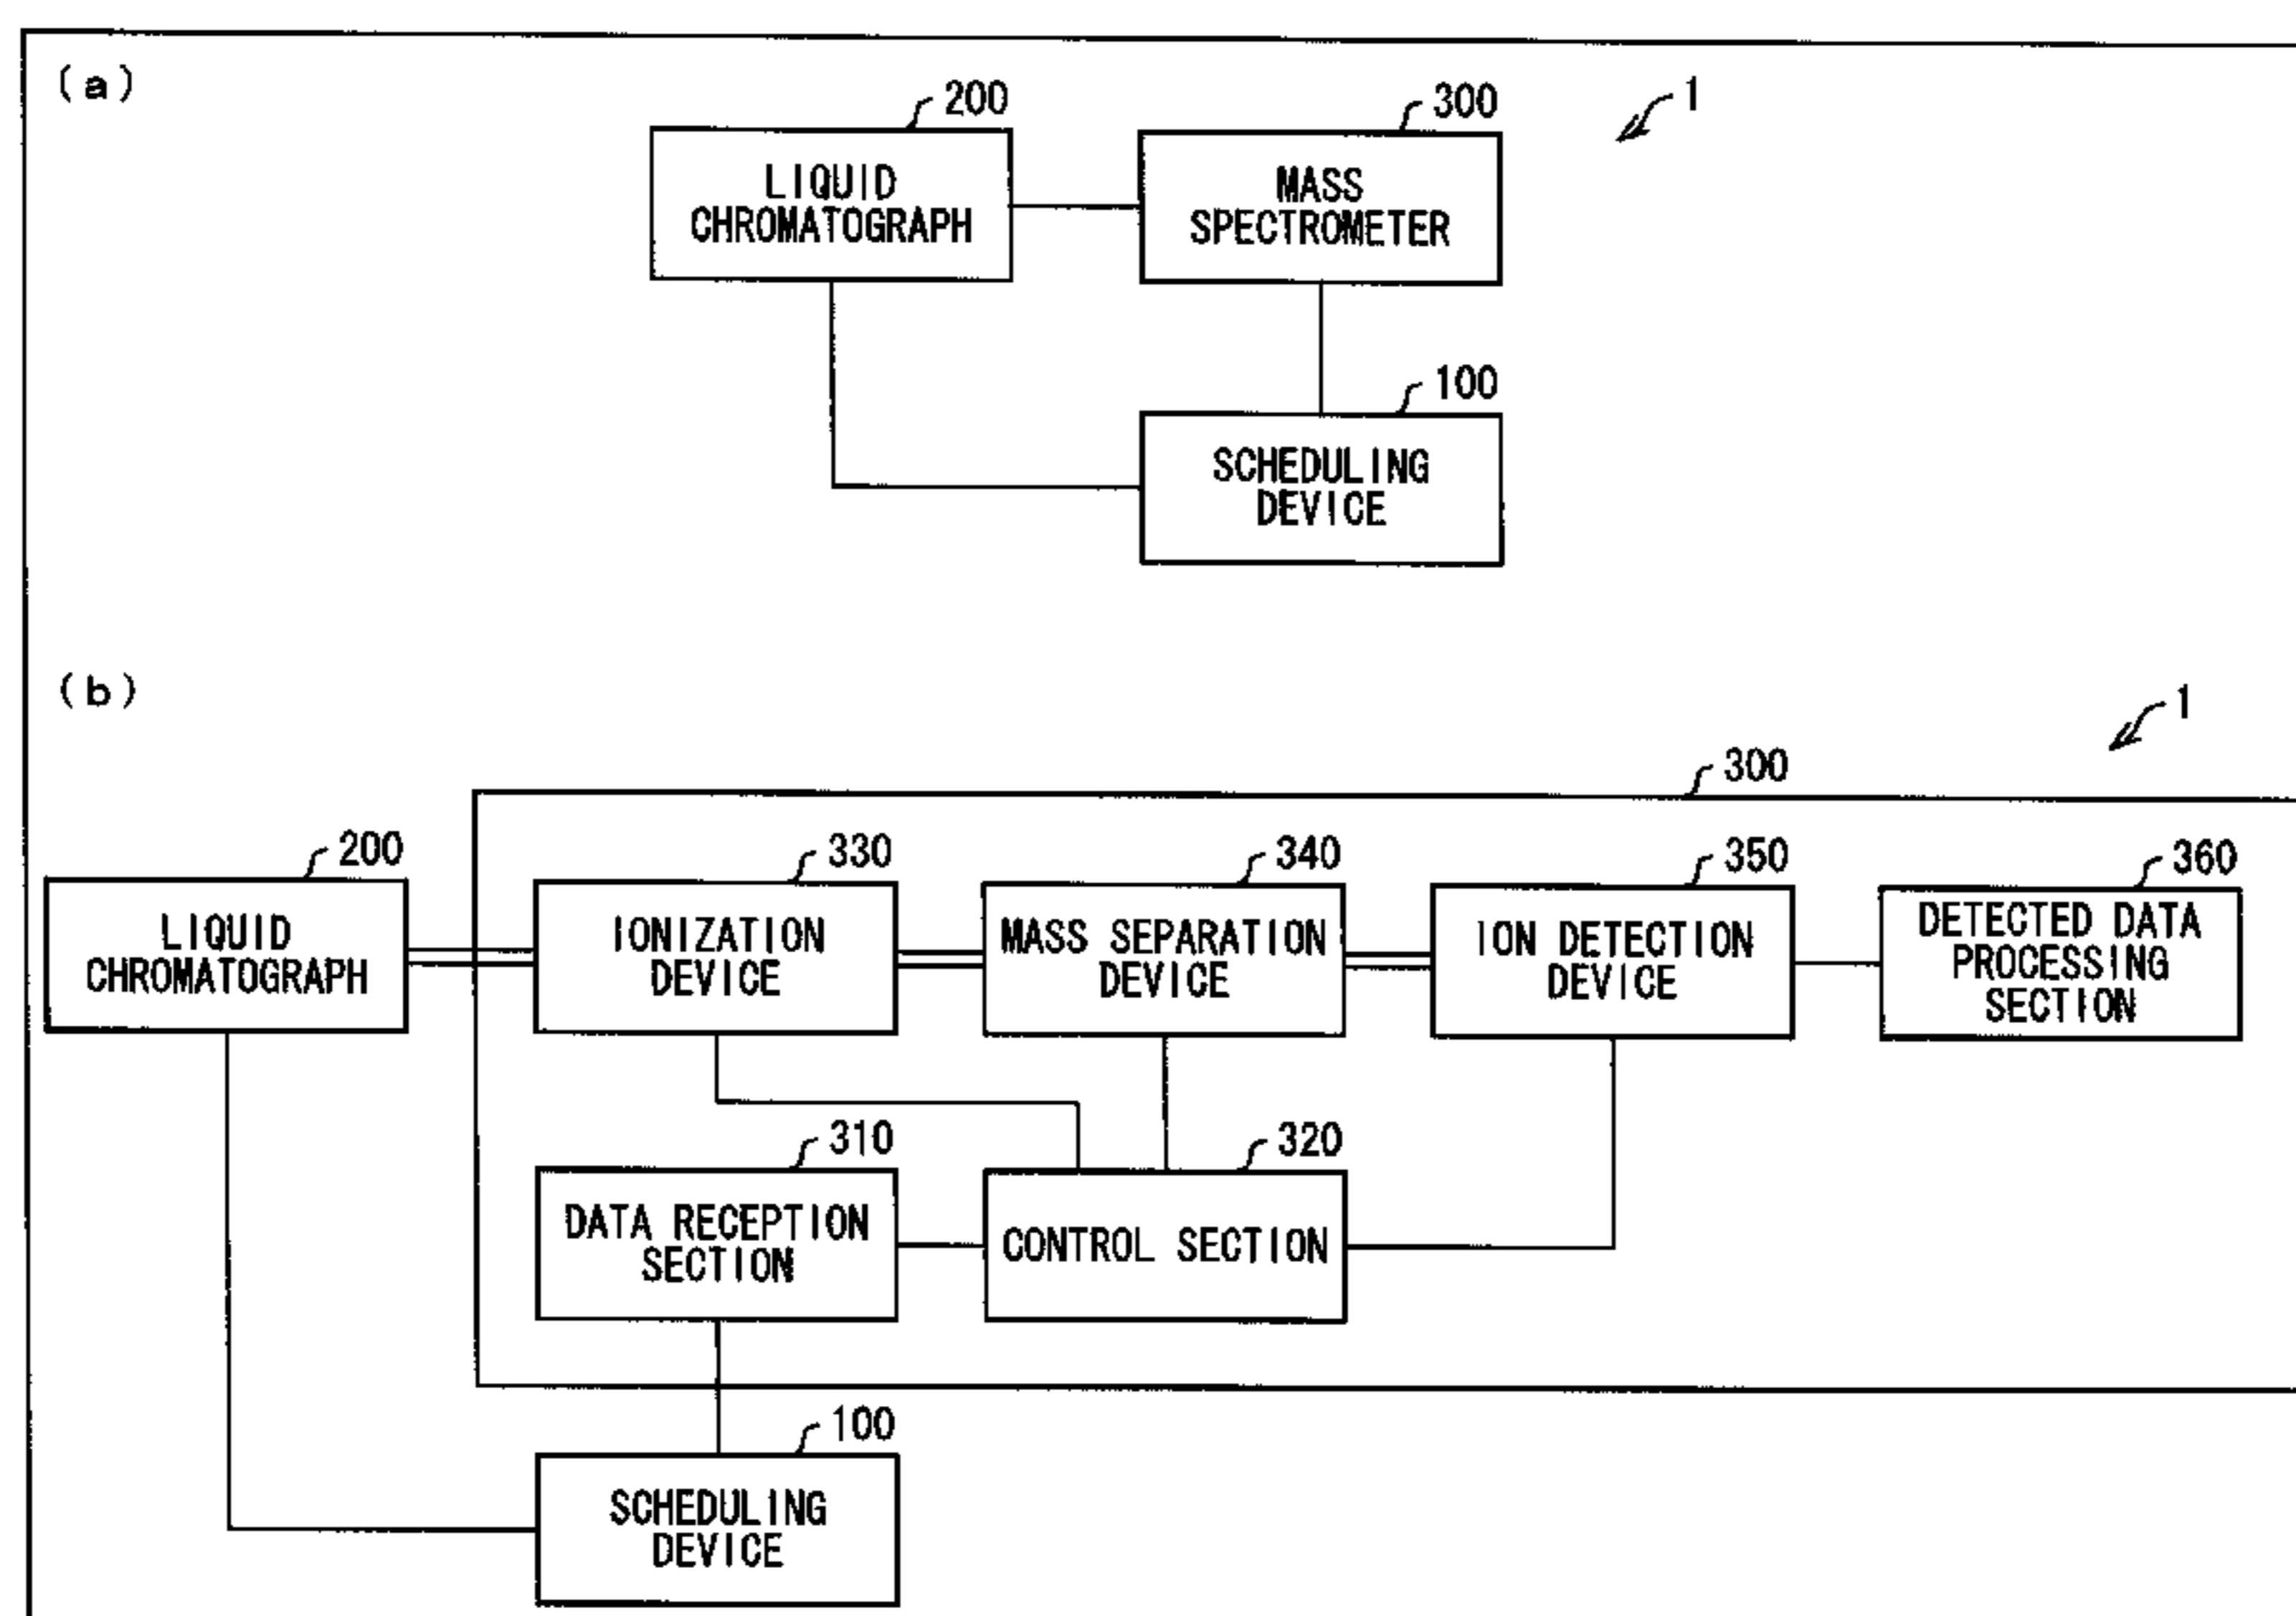 (a)
200
300
1
LIQUID
CHROMATOGRAPH
MASS
SPECTROMETER
100
SCHEDULING
DEVICE
(b)
1
300
200
330
340
350
360
LIQUID
CHROMATOGRAPH
IONIZATION
DEVICE
MASS SEPARATION
DEVICE
ION DETECTION
DEVICE
DETECTED DATA
PROCESSING
SECTION
310
320
DATA RECEPTION
SECTION
CONTROL SECTION
100
SCHEDULING
DEVICE